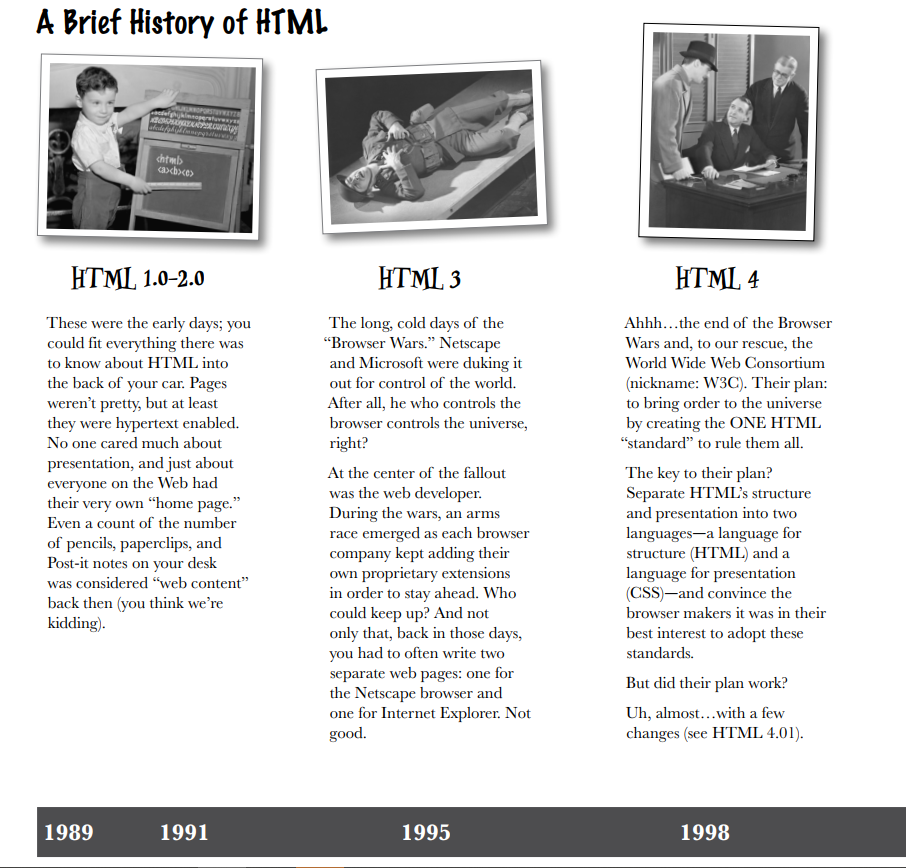 A Brief History of HTML
<html>
<a><b><o>
HTML 1.0–2.0
These were the early days; you
could fit everything there was
to know about HTML into
the back of your car. Pages
weren’t pretty, but at least
they were hypertext enabled.
No one cared much about
presentation, and just about
everyone on the Web had
their very own “home page.”
Even a count of the number
of pencils, paperclips, and
Post-it notes on your desk
was considered “web content”
back then (you think we’re
kidding).
HTML 3
The long, cold days of the
“Browser Wars.” Netscape
and Microsoft were duking it
out for control of the world.
After all, he who controls the
browser controls the universe,
right?
At the center of the fallout
was the web developer.
During the wars, an arms
race emerged as each browser
company kept adding their
own proprietary extensions
in order to stay ahead. Who
could keep up? And not
only that, back in those days,
you had to often write two
separate web pages: one for
the Netscape browser and
one for Internet Explorer. Not
good.
HTML 4
Ahhh…the end of the Browser
Wars and, to our rescue, the
World Wide Web Consortium
(nickname: W3C). Their plan:
to bring order to the universe
by creating the ONE HTML
“standard” to rule them all.
The key to their plan?
Separate HTML’s structure
and presentation into two
languages—a language for
structure (HTML) and a
language for presentation
(CSS)—and convince the
browser makers it was in their
best interest to adopt these
standards.
But did their plan work?
Uh, almost…with a few
changes (see HTML 4.01).
1989 1991 1995 1998